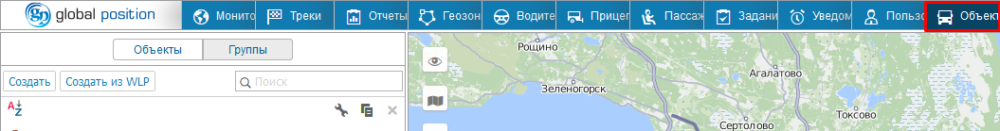 gp global position Монито Треки Отчеты Геозон Водите Прицеп Пассаж Задани Уведом Пользо Объект
Объекты Группы
Создать Создать из WLP Поиск
A Z
Рощино
Зеленогорск
Агалатово
Сертолово
Токсово